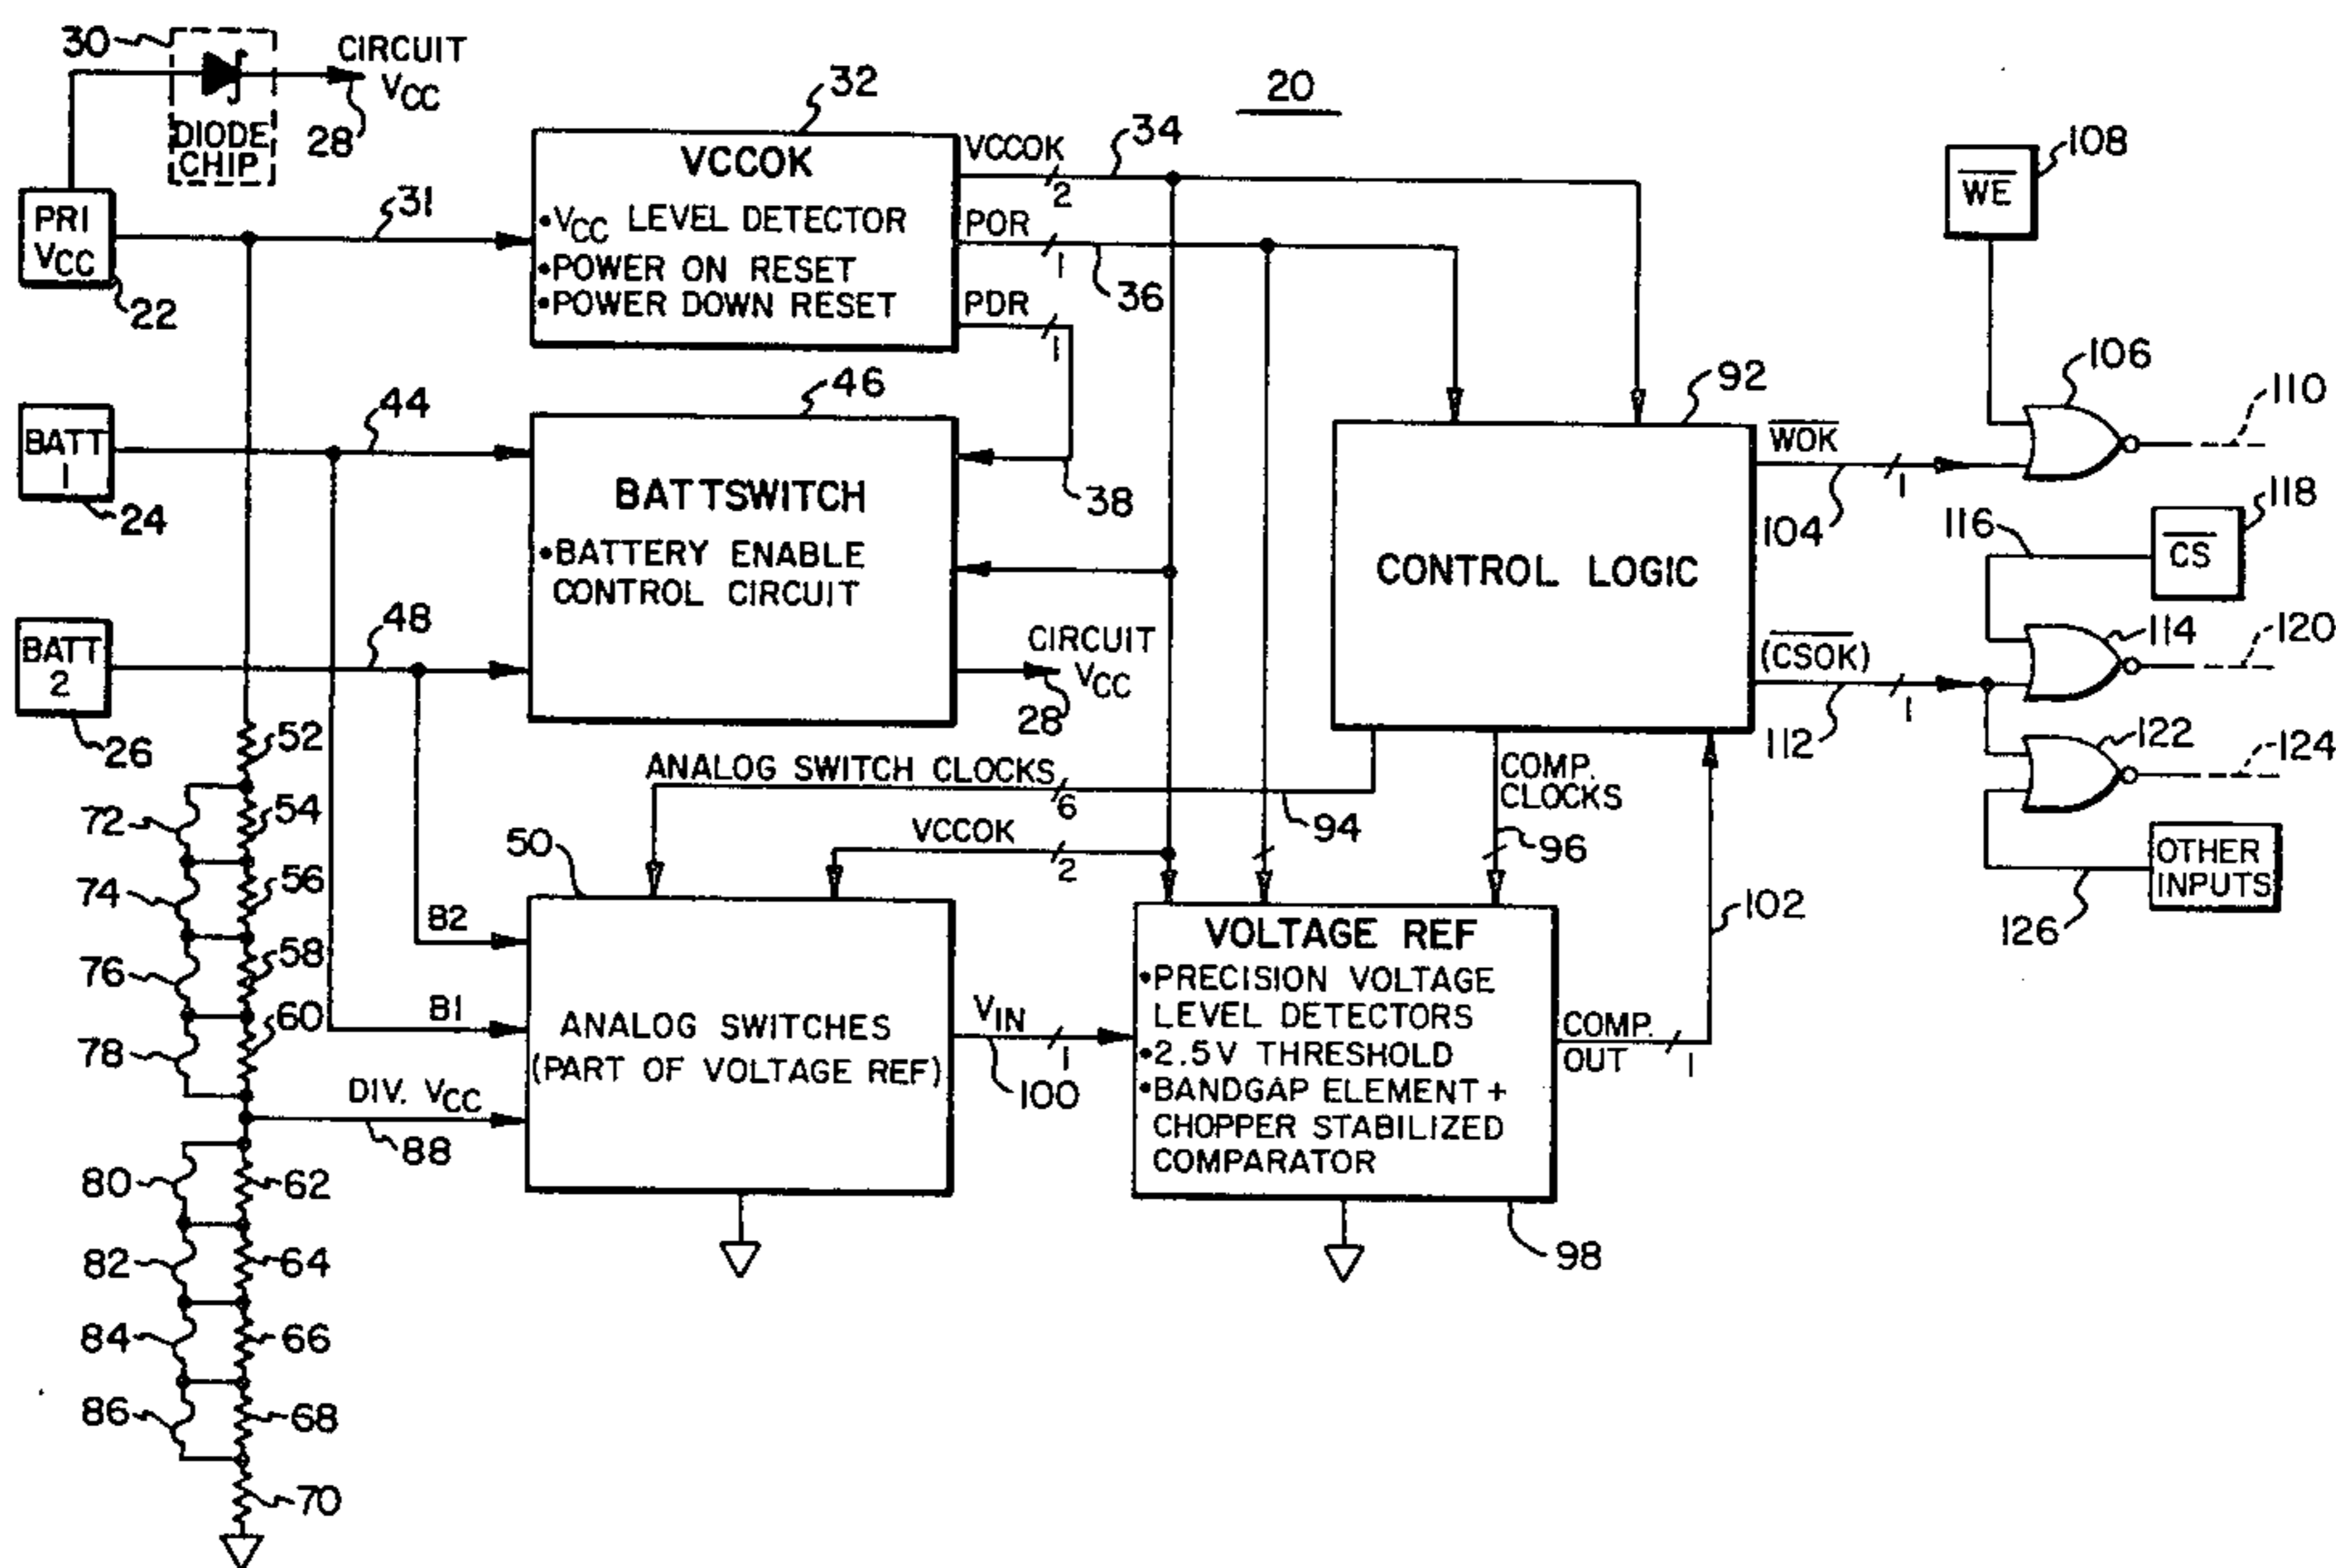 30
CIRCUIT
VCC
28
DIODE
CHIP
PRI
VCC
22
31
32
VCCOK
•VCC LEVEL DETECTOR
•POWER ON RESET
•POWER DOWN RESET
VCCOK
2
34
POR
1
36
PDR
1
38
20
WE
108
106
110
BATT
1
24
44
46
BATTSWITCH
•BATTERY ENABLE
CONTROL CIRCUIT
CIRCUIT
VCC
28
BATT
2
26
48
92
CONTROL LOGIC
WOK
1
104
(CSOK)
1
112
116
CS
118
114
120
122
124
OTHER
INPUTS
126
52
54
56
58
60
62
64
66
68
70
72
74
76
78
80
82
84
86
ANALOG SWITCH CLOCKS
6
94
COMP.
CLOCKS
96
VCCOK
2
50
B2
B1
DIV. VCC
88
ANALOG SWITCHES
(PART OF VOLTAGE REF)
VIN
1
100
VOLTAGE REF
•PRECISION VOLTAGE
LEVEL DETECTORS
•2.5V THRESHOLD
•BANDGAP ELEMENT +
CHOPPER STABILIZED
COMPARATOR
98
COMP.
OUT
1
102